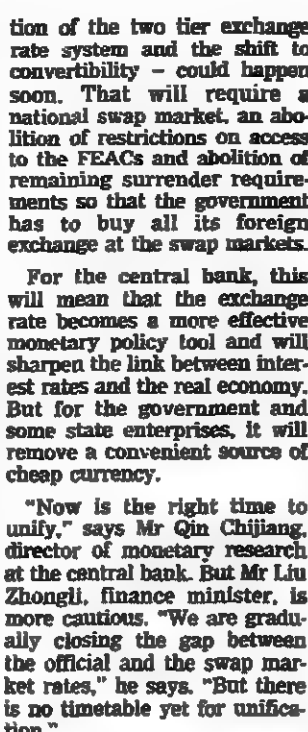 tion of the two tier exchange
rate system and the shift to
convertibility – could happen
soon. That will require a
national swap market, an abo-
lition of restrictions on access
to the FEACs and abolition of
remaining surrender require-
ments so that the government
has to buy all its foreign
exchange at the swap markets.
For the central bank, this
will mean that the exchange
rate becomes a more effective
monetary policy tool and will
sharpen the link between inter-
est rates and the real economy.
But for the government and
some state enterprises, it will
remove a convenient source of
cheap currency.
"Now is the right time to
unify," says Mr Qin Chijiang,
director of monetary research
at the central bank. But Mr Liu
Zhongli, finance minister, is
more cautious. "We are gradu-
ally closing the gap between
the official and the swap mar-
ket rates," he says. "But there
is no timetable yet for unifica-
tion."